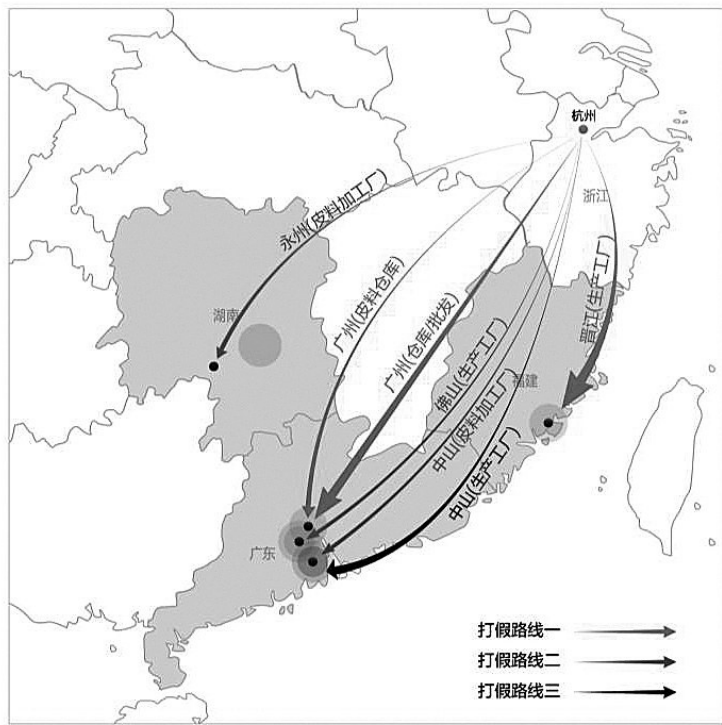 杭州
浙江
永州(皮料加工厂)
广州(皮料仓库)
广州(仓库/批发)
佛山(生产工厂)
中山(皮料加工厂)
中山(生产工厂)
晋江(生产工厂)
湖南
福建
广东
打假路线一
打假路线二
打假路线三